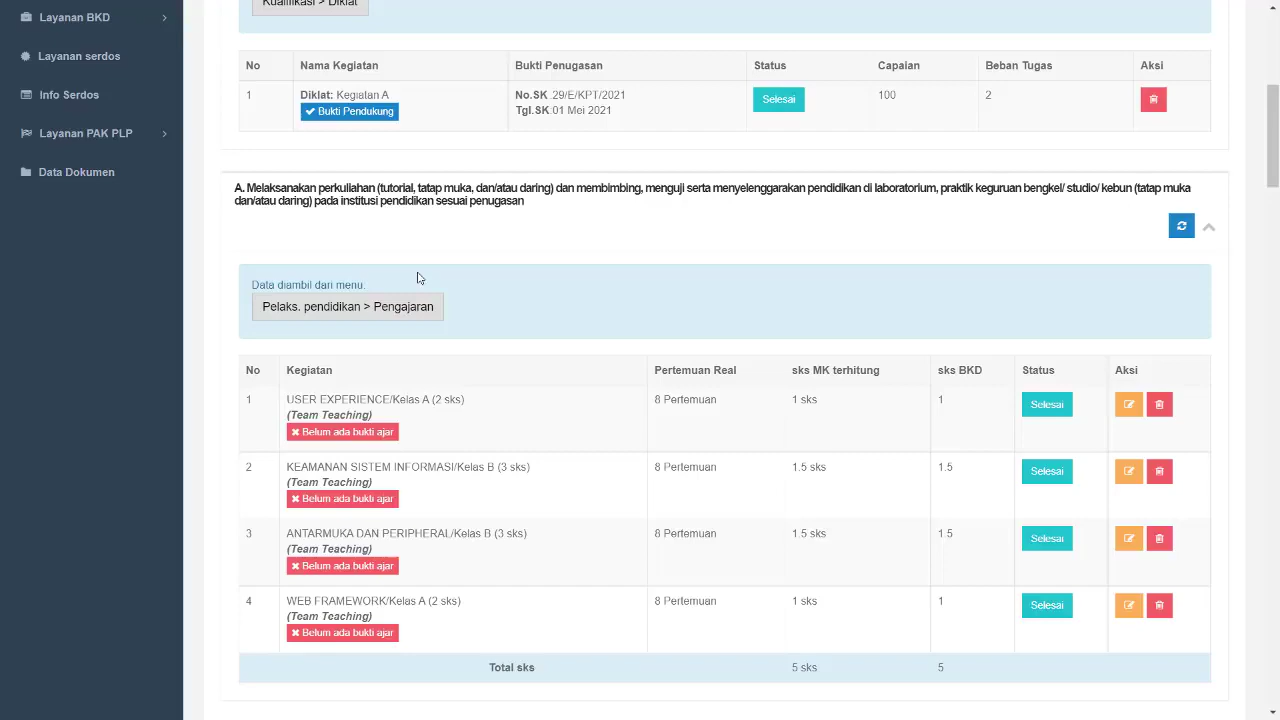 Layanan BKD
Layanan serdos
Info Serdos
Layanan PAK PLP
Data Dokumen
Kualifikasi > Diklat
No Nama Kegiatan Bukti Penugasan Status Capaian Beban Tugas Aksi
1 Diklat: Kegiatan A No.SK :29/E/KPT/2021 Selesai 100 2
Bukti Pendukung Tgl.SK:01 Mei 2021
A. Melaksanakan perkuliahan (tutorial, tatap muka, dan/atau daring) dan membimbing, menguji serta menyelenggarakan pendidikan di laboratorium, praktik keguruan bengkel/ studio/ kebun (tatap muka
dan/atau daring) pada institusi pendidikan sesuai penugasan
Data diambil dari menu:
Pelaks. pendidikan > Pengajaran
No Kegiatan Pertemuan Real sks MK terhitung sks BKD Status Aksi
1 USER EXPERIENCE/Kelas A (2 sks) 8 Pertemuan 1 sks 1 Selesai
(Team Teaching)
Belum ada bukti ajar
2 KEAMANAN SISTEM INFORMASI/Kelas B (3 sks) 8 Pertemuan 1.5 sks 1.5 Selesai
(Team Teaching)
Belum ada bukti ajar
3 ANTARMUKA DAN PERIPHERAL/Kelas B (3 sks) 8 Pertemuan 1.5 sks 1.5 Selesai
(Team Teaching)
Belum ada bukti ajar
4 WEB FRAMEWORK/Kelas A (2 sks) 8 Pertemuan 1 sks 1 Selesai
(Team Teaching)
Belum ada bukti ajar
Total sks 5 sks 5